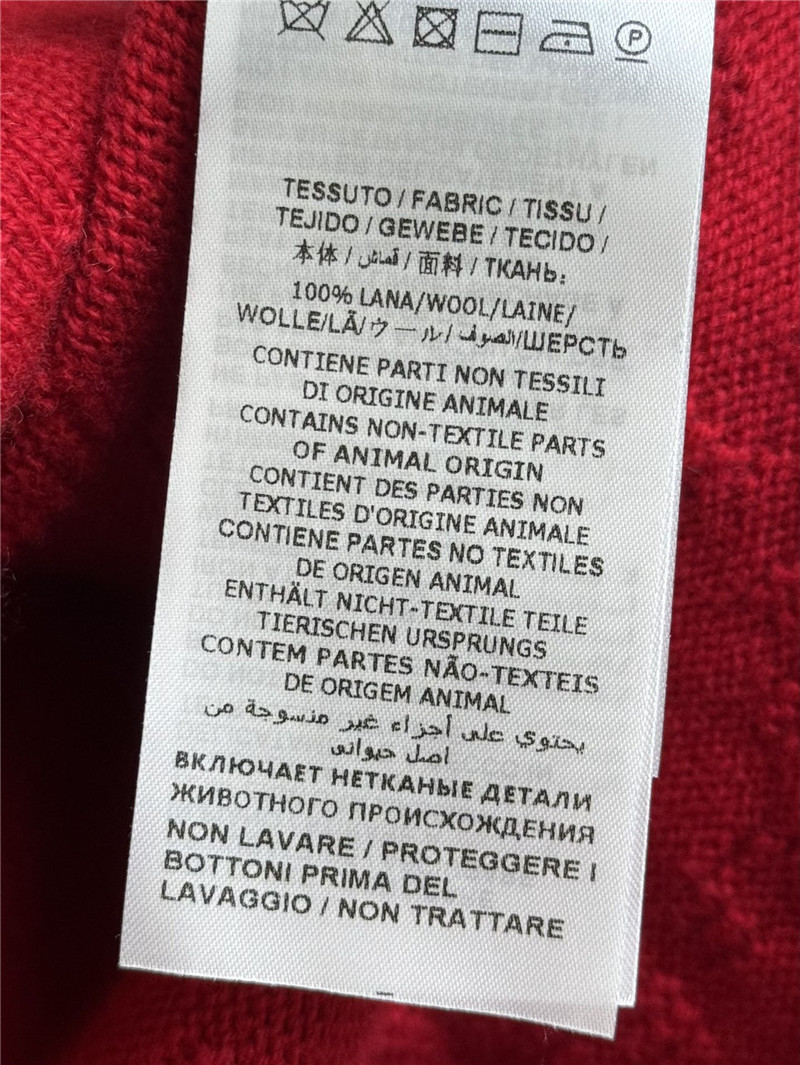 P
TESSUTO / FABRIC / TISSU /
TEJIDO / GEWEBE / TECIDO /
本体 / قماش / 面料 / ТКАНЬ:
100% LANA/WOOL/LAINE/
WOLLE/LÃ/ウール/الصوف/ШЕРСТЬ
CONTIENE PARTI NON TESSILI
DI ORIGINE ANIMALE
CONTAINS NON-TEXTILE PARTS
OF ANIMAL ORIGIN
CONTIENT DES PARTIES NON
TEXTILES D'ORIGINE ANIMALE
CONTIENE PARTES NO TEXTILES
DE ORIGEN ANIMAL
ENTHÄLT NICHT-TEXTILE TEILE
TIERISCHEN URSPRUNGS
CONTEM PARTES NÃO-TEXTEIS
DE ORIGEM ANIMAL
يحتوي على أجزاء غير منسوجة من
اصل حيوانى
ВКЛЮЧАЕТ НЕТКАНЫЕ ДЕТАЛИ
ЖИВОТНОГО ПРОИСХОЖДЕНИЯ
NON LAVARE / PROTEGGERE I
BOTTONI PRIMA DEL
LAVAGGIO / NON TRATTARE